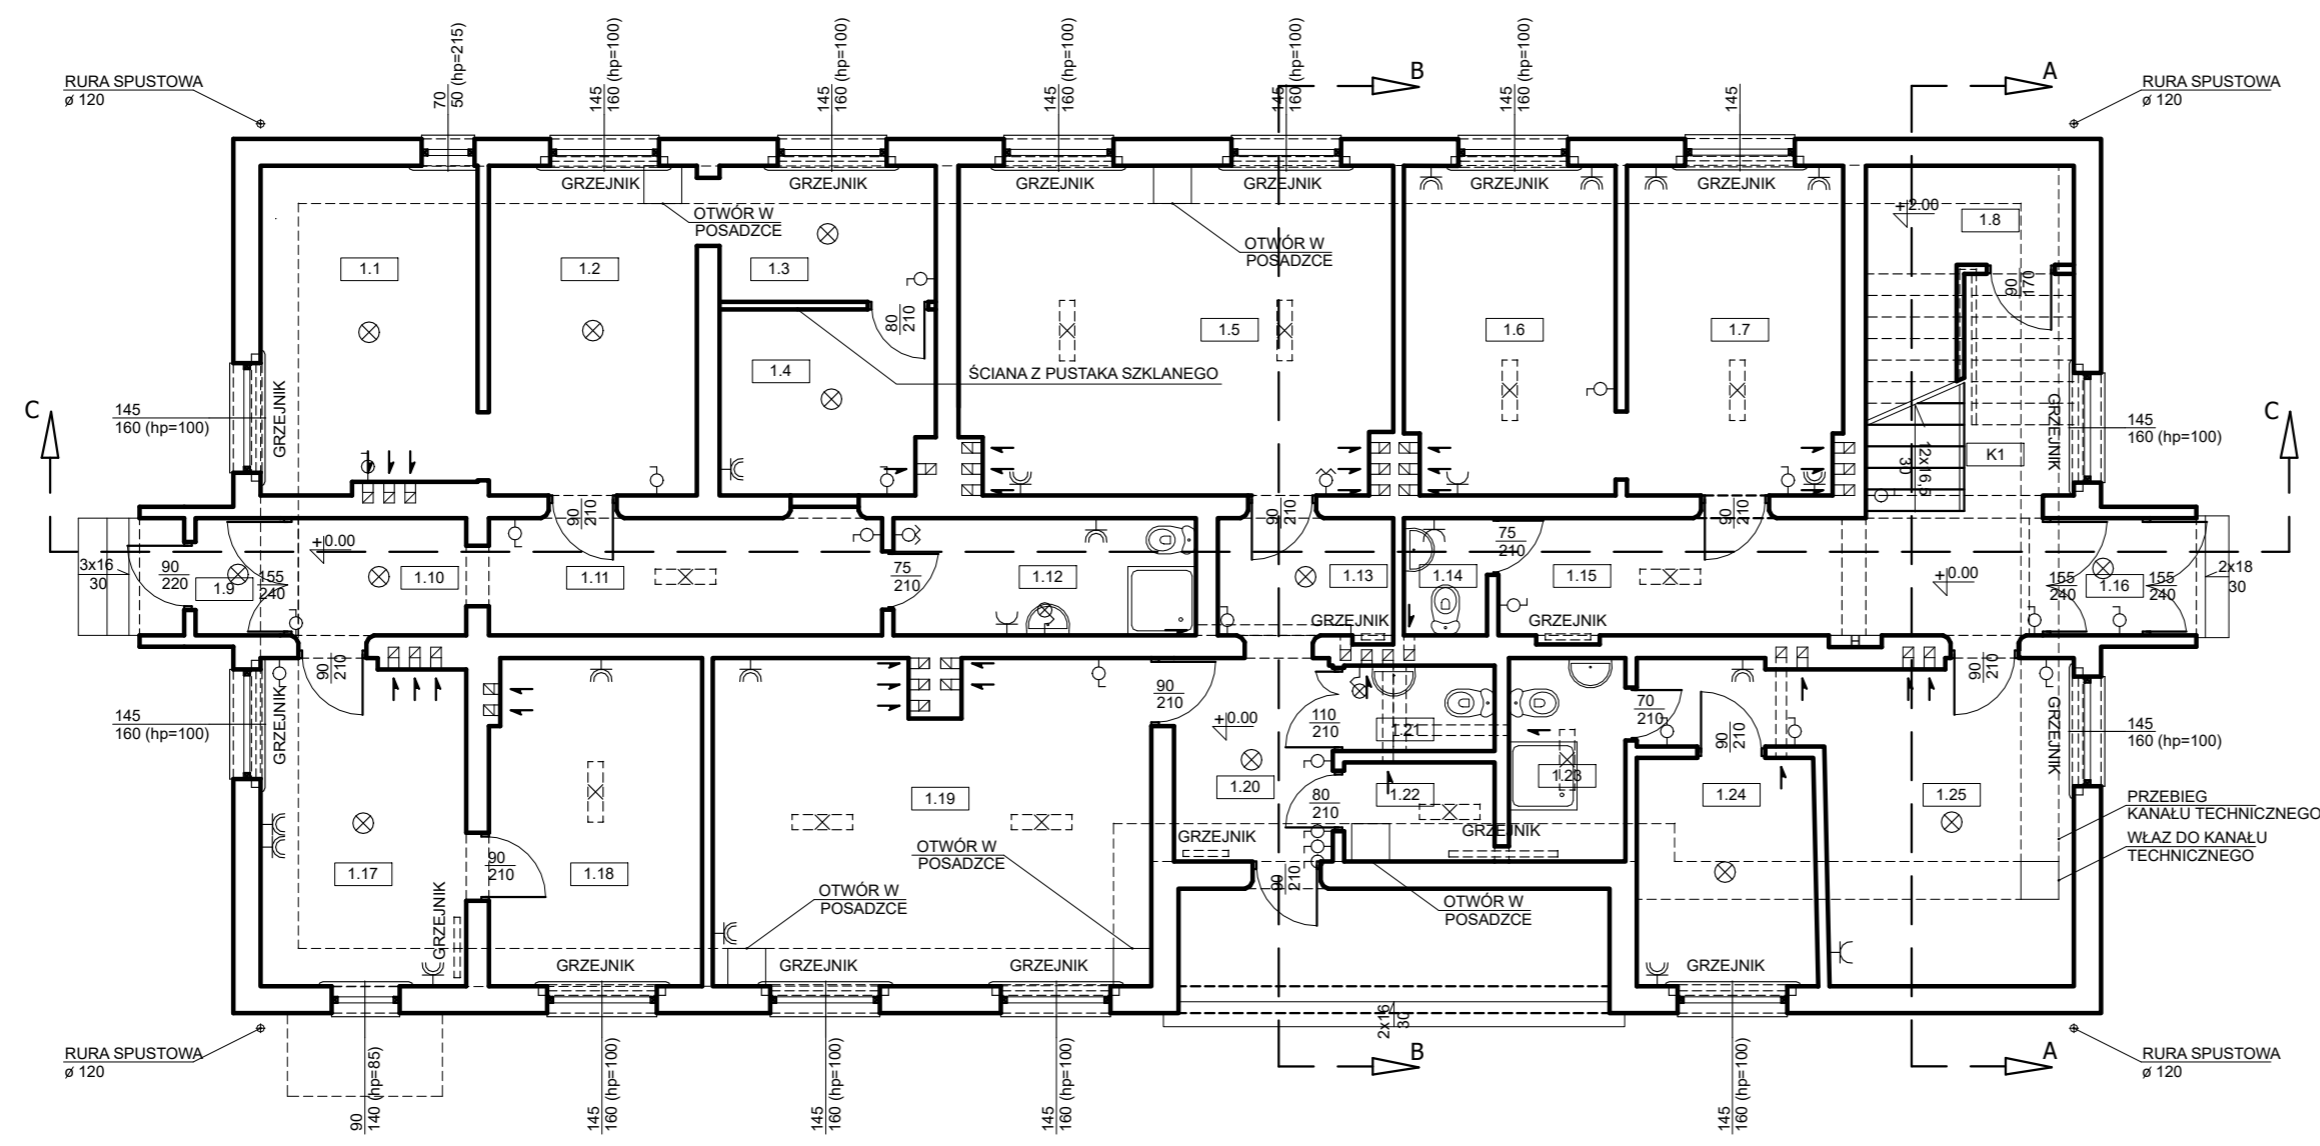 RURA SPUSTOWA
ø 120
70
50 (hp=215)
145
160 (hp=100)
145
160 (hp=100)
145
160 (hp=100)
145
160 (hp=100)
B
145
160 (hp=100)
145
A
RURA SPUSTOWA
ø 120
GRZEJNIK
GRZEJNIK
GRZEJNIK
GRZEJNIK
GRZEJNIK
GRZEJNIK
OTWÓR W
POSADZCE
OTWÓR W
POSADZCE
+2.00
1.8
1.1
1.2
1.3
90
170
80
210
1.5
1.6
1.7
1.4
ŚCIANA Z PUSTAKA SZKLANEGO
C
145
160 (hp=100)
GRZEJNIK
GRZEJNIK
145
160 (hp=100)
C
12x16,5
30
K1
90
210
90
210
90
210
3x16
30
90
220
1.9
155
240
+0.00
1.10
1.11
75
210
1.12
1.13
1.14
75
210
1.15
+0.00
155
240
1.16
155
240
2x18
30
GRZEJNIK
GRZEJNIK
H
90
210
90
210
145
160 (hp=100)
GRZEJNIK
90
210
+0.00
110
210
1.21
70
210
90
210
GRZEJNIK
145
160 (hp=100)
1.20
1.19
80
210
1.22
1.23
1.24
1.25
PRZEBIEG
KANAŁU TECHNICZNEGO
WŁAZ DO KANAŁU
TECHNICZNEGO
GRZEJNIK
GRZEJNIK
OTWÓR W
POSADZCE
1.17
90
210
1.18
OTWÓR W
POSADZCE
90
210
OTWÓR W
POSADZCE
GRZEJNIK
GRZEJNIK
GRZEJNIK
GRZEJNIK
GRZEJNIK
2x16
30
RURA SPUSTOWA
ø 120
90
140 (hp=85)
145
160 (hp=100)
145
160 (hp=100)
145
160 (hp=100)
B
145
160 (hp=100)
A
RURA SPUSTOWA
ø 120